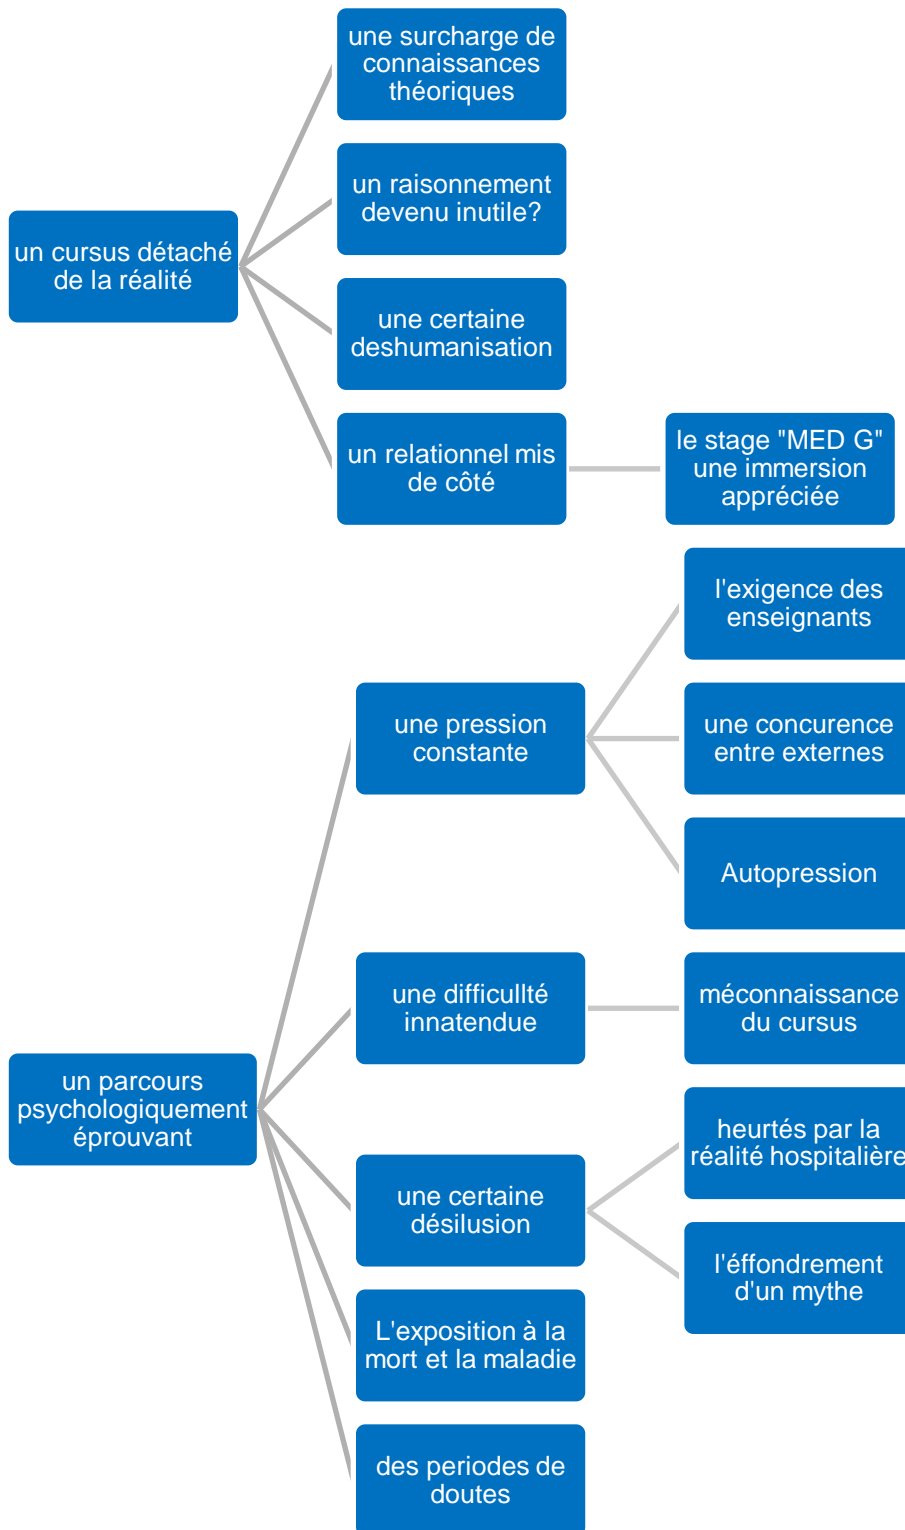 une surcharge de
connaissances
théoriques
un raisonnement
devenu inutile?
un cursus détaché
de la réalité
une certaine
deshumanisation
un relationnel mis
de côté
le stage "MED G"
une immersion
appréciée
l'exigence des
enseignants
une pression
constante
une concurence
entre externes
Autopression
une difficullté
innatendue
méconnaissance
du cursus
un parcours
psychologiquement
éprouvant
heurtés par la
réalité hospitalière
une certaine
désilusion
l'éffondrement
d'un mythe
L'exposition à la
mort et la maladie
des periodes de
doutes